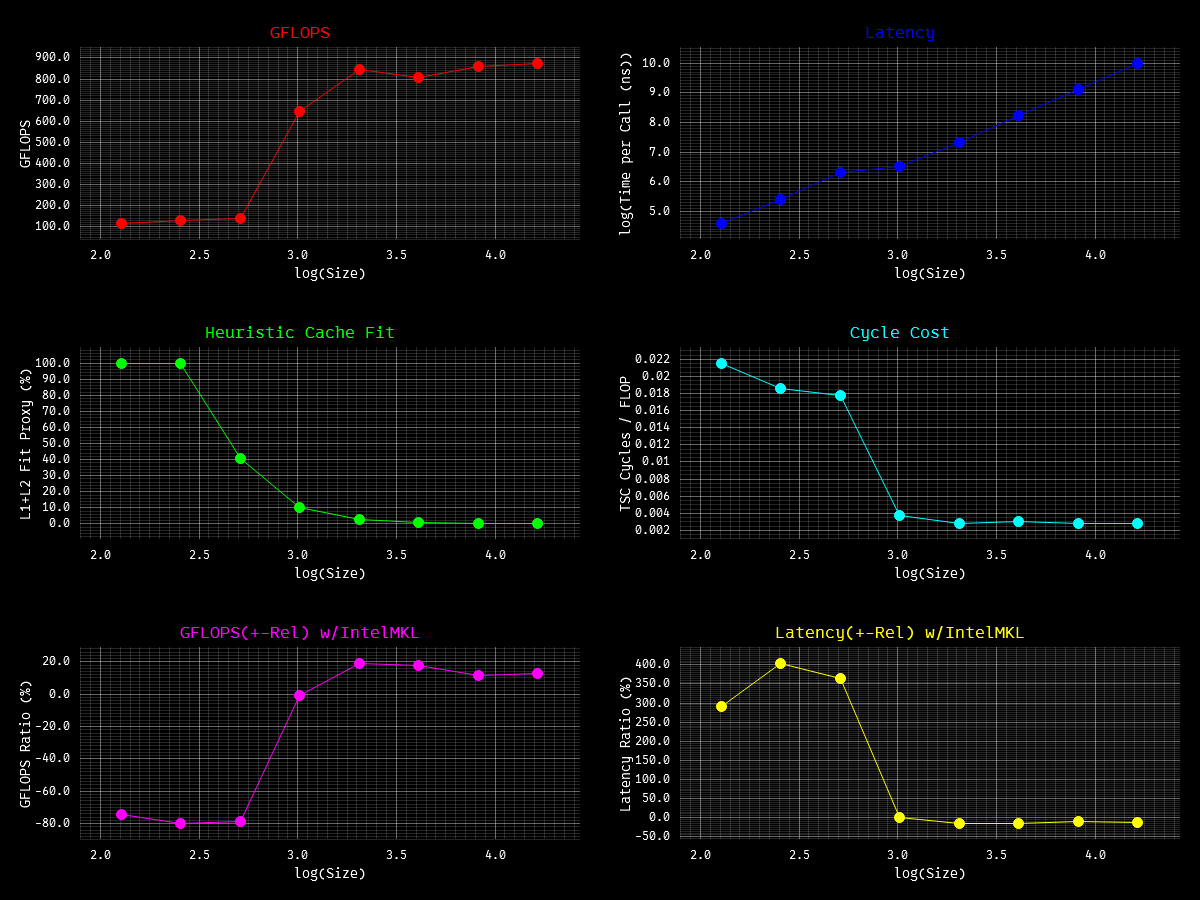 GFLOPS
GFLOPS
900.0
800.0
700.0
600.0
500.0
400.0
300.0
200.0
100.0
2.0 2.5 3.0 3.5 4.0
log(Size)
Latency
log(Time per Call (ns))
10.0
9.0
8.0
7.0
6.0
5.0
2.0 2.5 3.0 3.5 4.0
log(Size)
Heuristic Cache Fit
L1+L2 Fit Proxy (%)
100.0
90.0
80.0
70.0
60.0
50.0
40.0
30.0
20.0
10.0
0.0
2.0 2.5 3.0 3.5 4.0
log(Size)
Cycle Cost
TSC Cycles / FLOP
0.022
0.02
0.018
0.016
0.014
0.012
0.01
0.008
0.006
0.004
0.002
2.0 2.5 3.0 3.5 4.0
log(Size)
GFLOPS(+-Rel) w/IntelMKL
GFLOPS Ratio (%)
20.0
0.0
-20.0
-40.0
-60.0
-80.0
2.0 2.5 3.0 3.5 4.0
log(Size)
Latency(+-Rel) w/IntelMKL
Latency Ratio (%)
400.0
350.0
300.0
250.0
200.0
150.0
100.0
50.0
0.0
-50.0
2.0 2.5 3.0 3.5 4.0
log(Size)